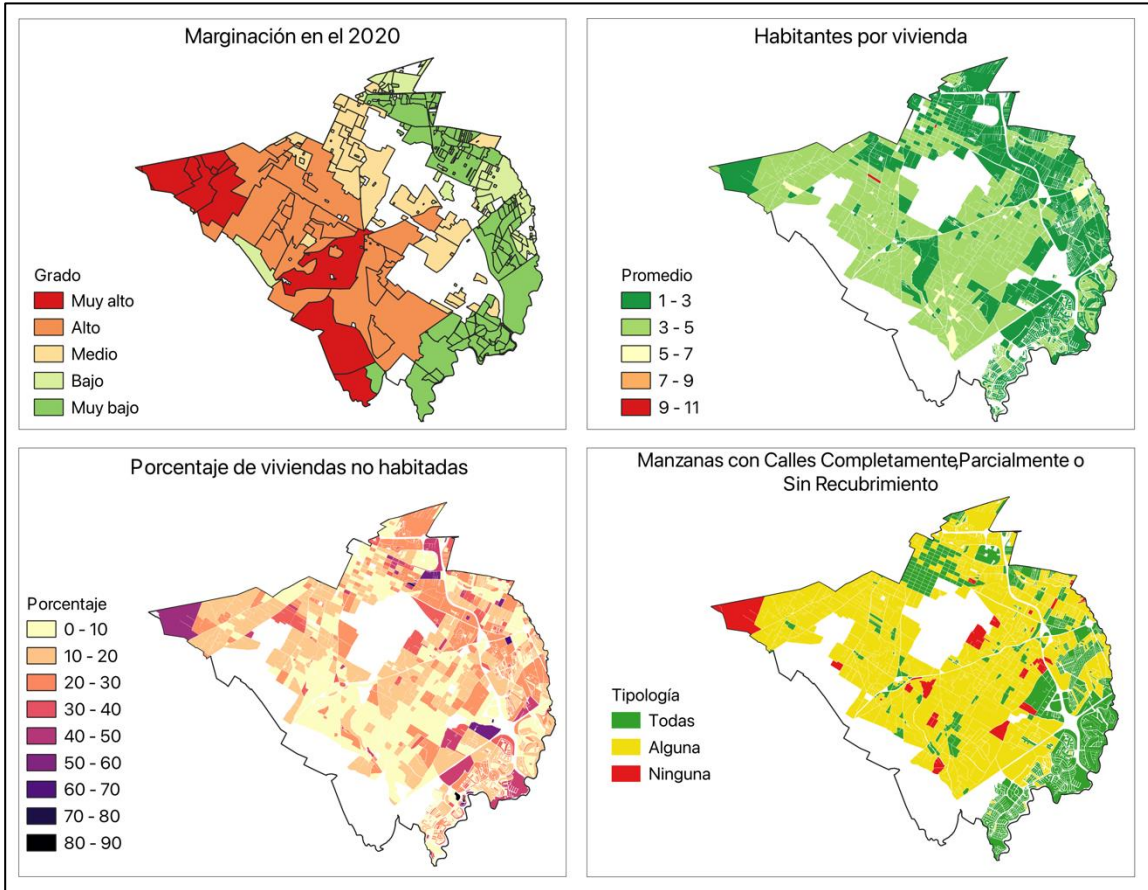 Marginación en el 2020
Grado
Muy alto
Alto
Medio
Bajo
Muy bajo
Habitantes por vivienda
Promedio
1 - 3
3 - 5
5 - 7
7 - 9
9 - 11
Porcentaje de viviendas no habitadas
Porcentaje
0 - 10
10 - 20
20 - 30
30 - 40
40 - 50
50 - 60
60 - 70
70 - 80
80 - 90
Manzanas con Calles Completamente,Parcialmente o
Sin Recubrimiento
Tipología
Todas
Alguna
Ninguna